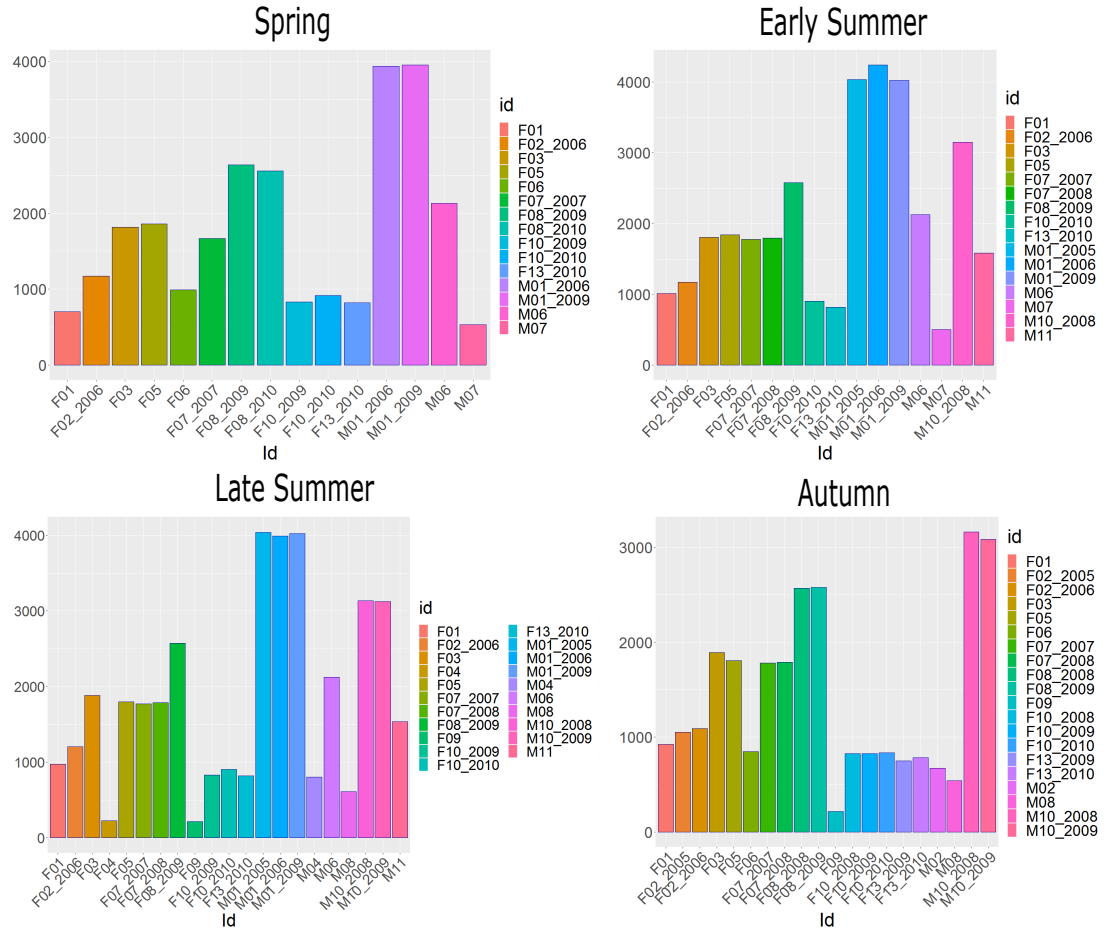 Spring
4000
3000
2000
1000
0
F01
F02_2006
F03
F05
F06
F07_2007
F08_2009
F08_2010
F10_2009
F10_2010
F13_2010
M01_2006
M01_2009
M06
M07
Id
id
F01
F02_2006
F03
F05
F06
F07_2007
F08_2009
F08_2010
F10_2009
F10_2010
F13_2010
M01_2006
M01_2009
M06
M07
Early Summer
4000
3000
2000
1000
0
F01
F02_2006
F03
F05
F07_2007
F07_2008
F08_2009
F10_2010
F13_2010
M01_2005
M01_2006
M01_2009
M06
M07
M10_2008
M11
Id
id
F01
F02_2006
F03
F05
F07_2007
F07_2008
F08_2009
F10_2010
F13_2010
M01_2005
M01_2006
M01_2009
M06
M07
M10_2008
M11
Late Summer
4000
3000
2000
1000
0
F01
F02_2006
F03
F04
F05
F07_2007
F07_2008
F08_2009
F09
F10_2009
F10_2010
F13_2010
M01_2005
M01_2006
M01_2009
M04
M06
M08
M10_2008
M10_2009
M11
Id
id
F01
F02_2006
F03
F04
F05
F07_2007
F07_2008
F08_2009
F09
F10_2009
F10_2010
F13_2010
M01_2005
M01_2006
M01_2009
M04
M06
M08
M10_2008
M10_2009
M11
Autumn
3000
2000
1000
0
F01
F02_2005
F02_2006
F03
F05
F06
F07_2007
F07_2008
F08_2008
F08_2009
F09
F10_2008
F10_2009
F10_2010
F13_2009
F13_2010
M02
M08
M10_2008
M10_2009
Id
id
F01
F02_2005
F02_2006
F03
F05
F06
F07_2007
F07_2008
F08_2008
F08_2009
F09
F10_2008
F10_2009
F10_2010
F13_2009
F13_2010
M02
M08
M10_2008
M10_2009